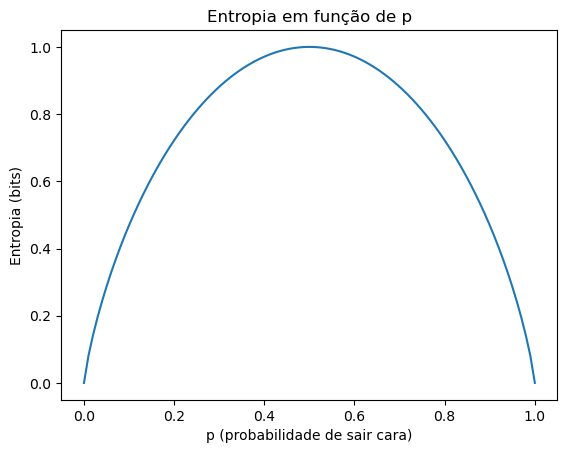 Entropia em função de p
Entropia (bits)
1.0
0.8
0.6
0.4
0.2
0.0
0.0 0.2 0.4 0.6 0.8 1.0
p (probabilidade de sair cara)